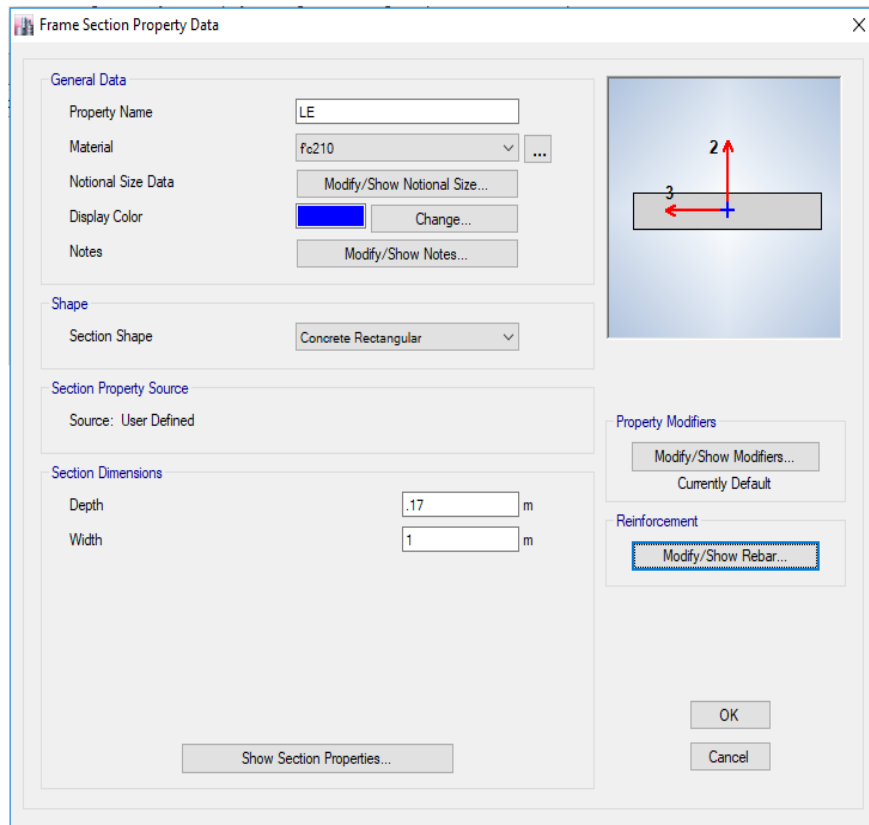 Frame Section Property Data
General Data
Property Name LE
Material f'c210 ...
Notional Size Data Modify/Show Notional Size...
Display Color Change...
Notes Modify/Show Notes...
2
3
Shape
Section Shape Concrete Rectangular
Section Property Source
Source: User Defined
Property Modifiers
Modify/Show Modifiers...
Currently Default
Section Dimensions
Depth .17 m
Width 1 m
Reinforcement
Modify/Show Rebar...
Show Section Properties...
OK
Cancel